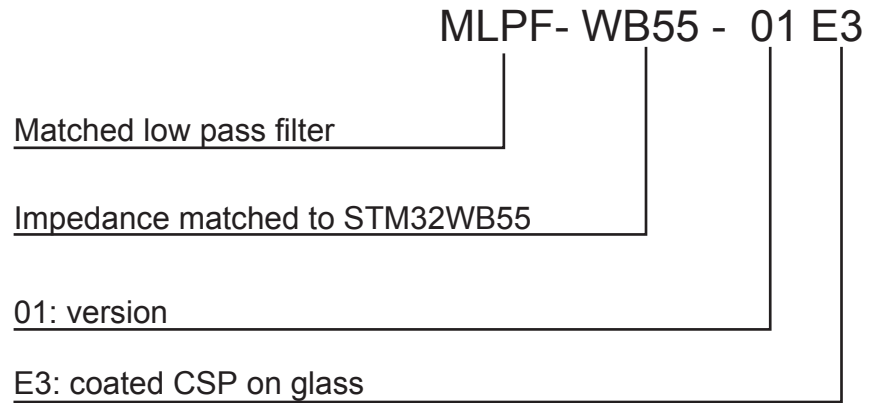 MLPF- WB55 - 01 E3
Matched low pass filter
Impedance matched to STM32WB55
01: version
E3: coated CSP on glass